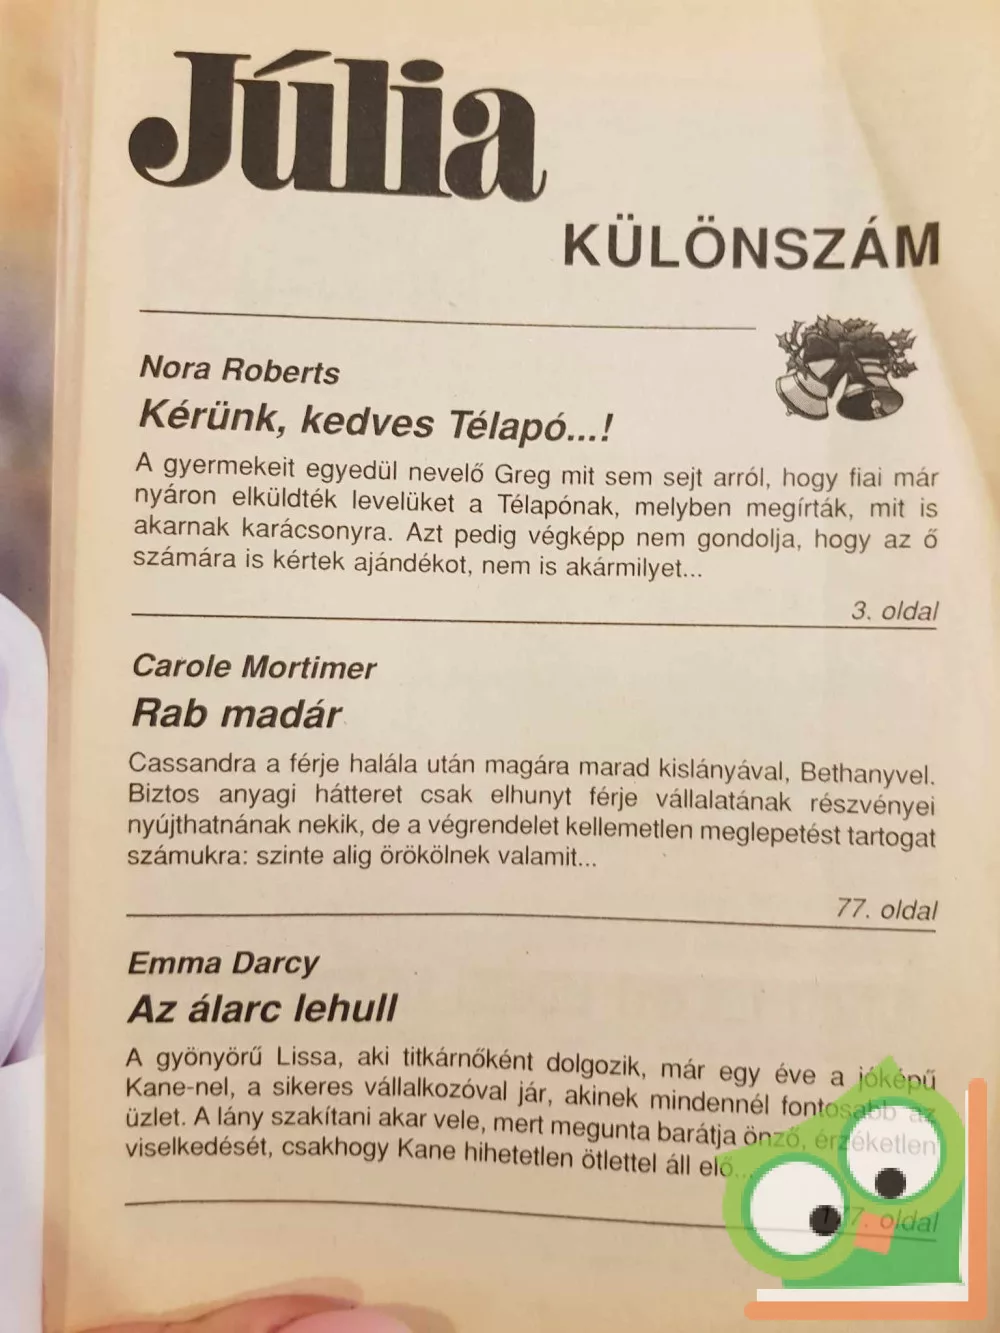 Júlia
KÜLÖNSZÁM
Nora Roberts
Kérünk, kedves Télapó...!
A gyermekeit egyedül nevelő Greg mit sem sejt arról, hogy fiai már
nyáron elküldték levelüket a Télapónak, melyben megírták, mit is
akarnak karácsonyra. Azt pedig végképp nem gondolja, hogy az ő
számára is kértek ajándékot, nem is akármilyet...
3. oldal
Carole Mortimer
Rab madár
Cassandra a férje halála után magára marad kislányával, Bethanyvel.
Biztos anyagi hátteret csak elhunyt férje vállalatának részvényei
nyújthatnának nekik, de a végrendelet kellemetlen meglepetést tartogat
számukra: szinte alig örökölnek valamit...
77. oldal
Emma Darcy
Az álarc lehull
A gyönyörű Lissa, aki titkárnőként dolgozik, már egy éve a jóképű
Kane-nel, a sikeres vállalkozóval jár, akinek mindennél fontosabb az
üzlet. A lány szakítani akar vele, mert megunta barátja önző, érzéketlen
viselkedését, csakhogy Kane hihetetlen ötlettel áll elő...
oldal